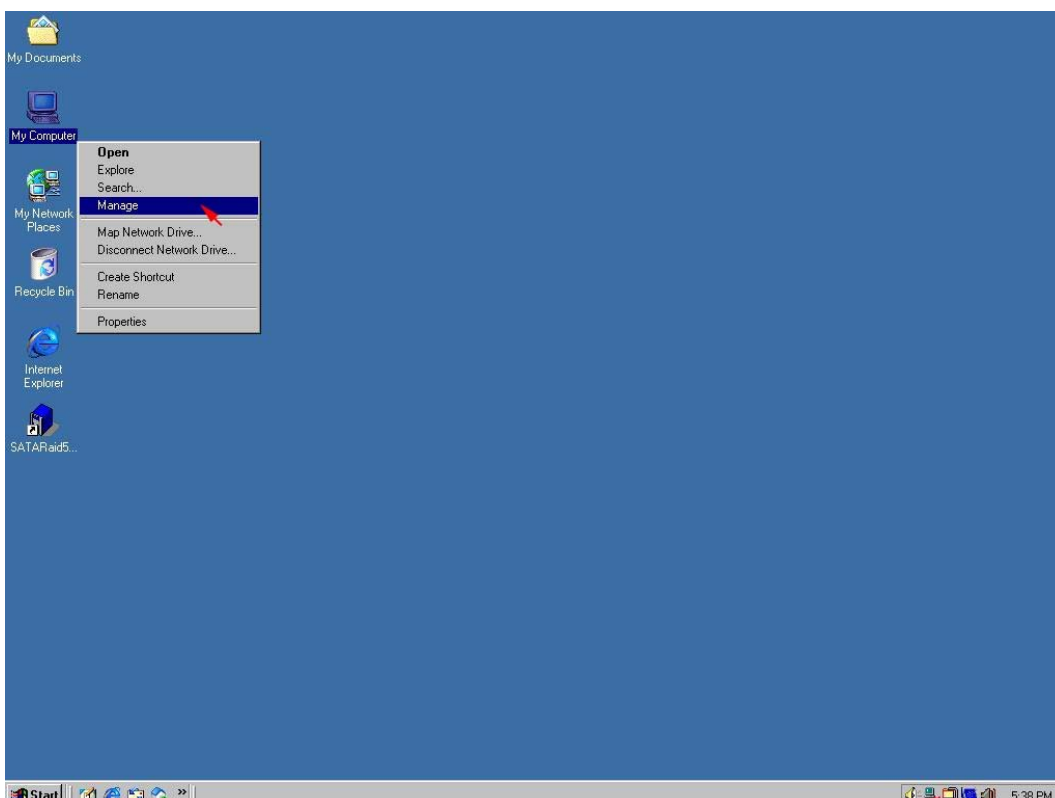 My Documents
My Computer
Open
Explore
Search...
Manage
Map Network Drive...
Disconnect Network Drive...
Create Shortcut
Rename
Properties
My Network
Places
Recycle Bin
Internet
Explorer
SATARaid5...
Start
»
5:38 PM